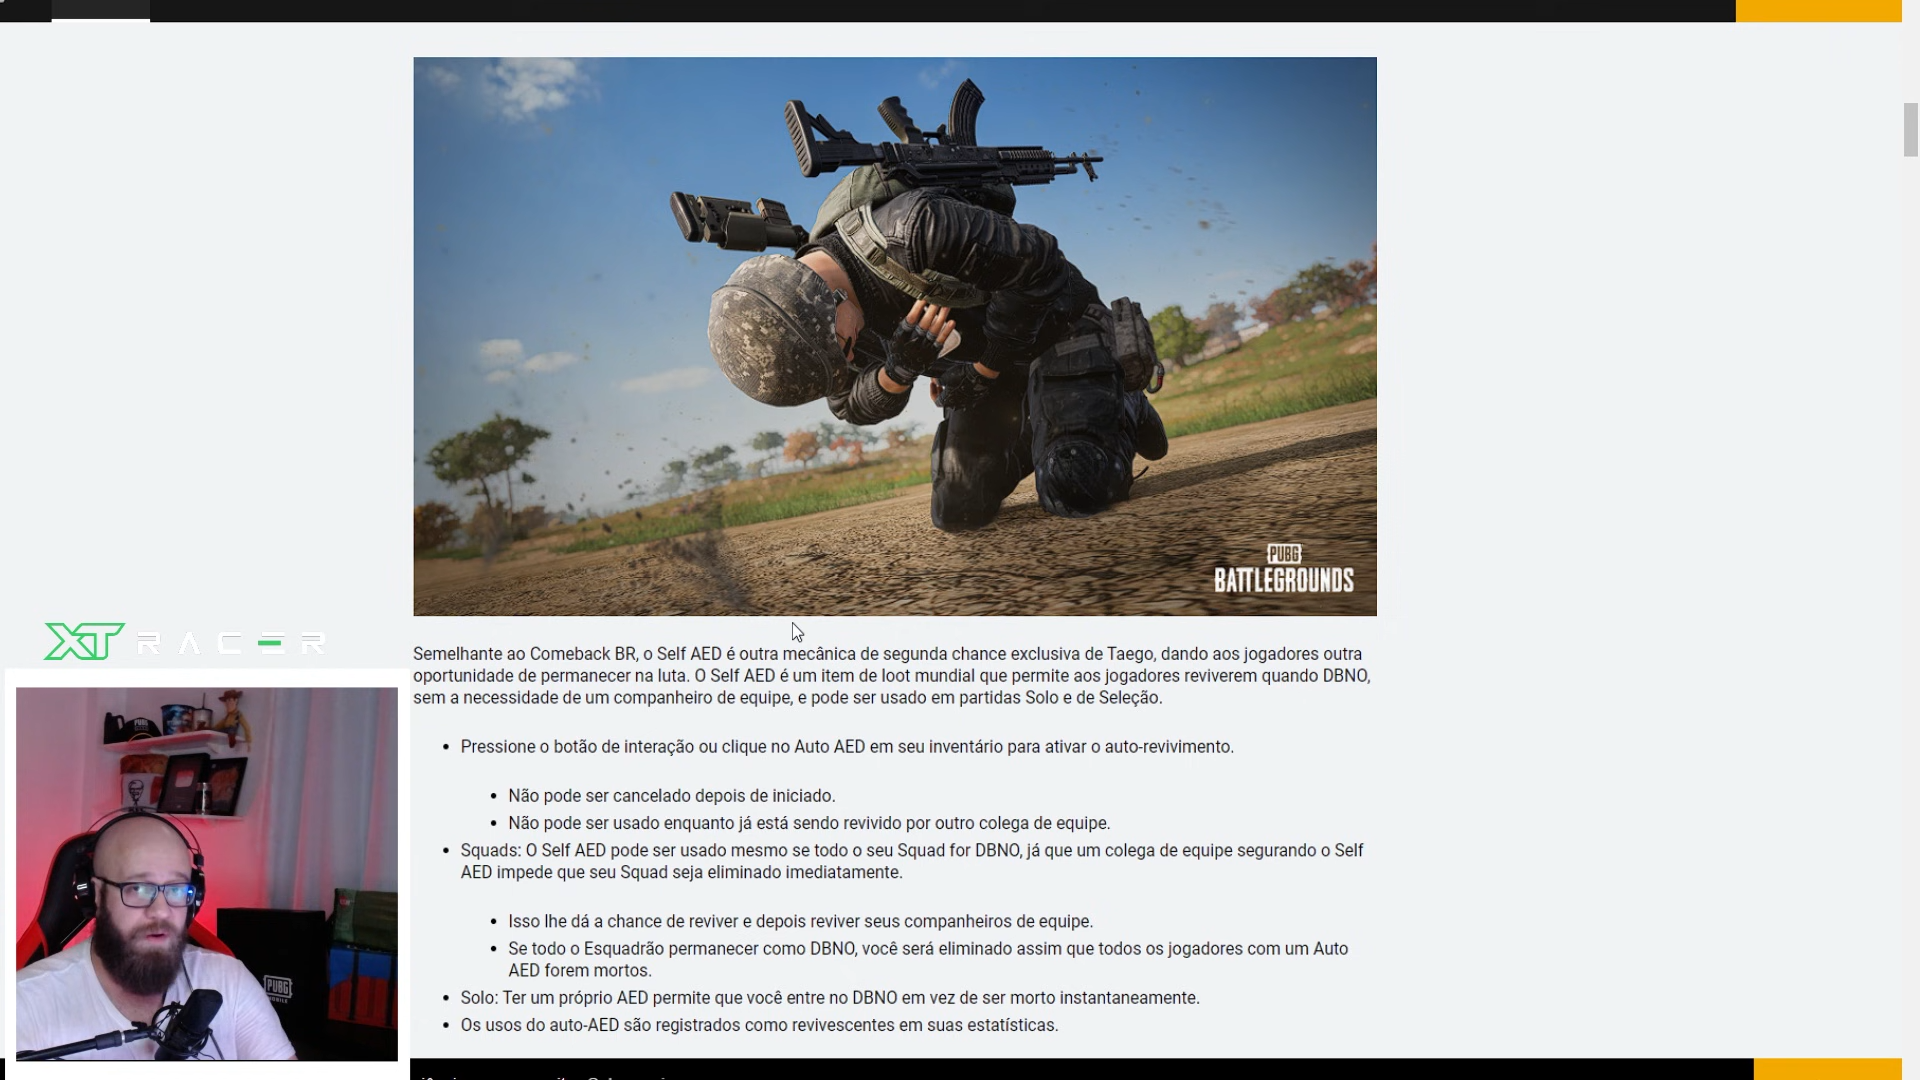 PUBG
BATTLEGROUNDS
XT RACER
Semelhante ao Comeback BR, o Self AED é outra mecânica de segunda chance exclusiva de Taego, dando aos jogadores outra
oportunidade de permanecer na luta. O Self AED é um item de loot mundial que permite aos jogadores reviverem quando DBNO,
sem a necessidade de um companheiro de equipe, e pode ser usado em partidas Solo e de Seleção.
• Pressione o botão de interação ou clique no Auto AED em seu inventário para ativar o auto-revivimento.
• Não pode ser cancelado depois de iniciado.
• Não pode ser usado enquanto já está sendo revivido por outro colega de equipe.
• Squads: O Self AED pode ser usado mesmo se todo o seu Squad for DBNO, já que um colega de equipe segurando o Self
AED impede que seu Squad seja eliminado imediatamente.
• Isso lhe dá a chance de reviver e depois reviver seus companheiros de equipe.
• Se todo o Esquadrão permanecer como DBNO, você será eliminado assim que todos os jogadores com um Auto
AED forem mortos.
• Solo: Ter um próprio AED permite que você entre no DBNO em vez de ser morto instantaneamente.
• Os usos do auto-AED são registrados como revivescentes em suas estatísticas.
PUBG
PUBG
MOBILE